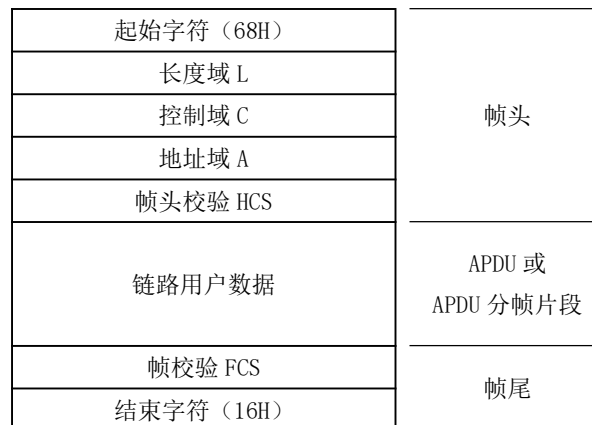 起始字符（68H）
长度域 L
控制域 C
地址域 A
帧头校验 HCS
帧头
链路用户数据
APDU 或
APDU 分帧片段
帧校验 FCS
结束字符（16H）
帧尾